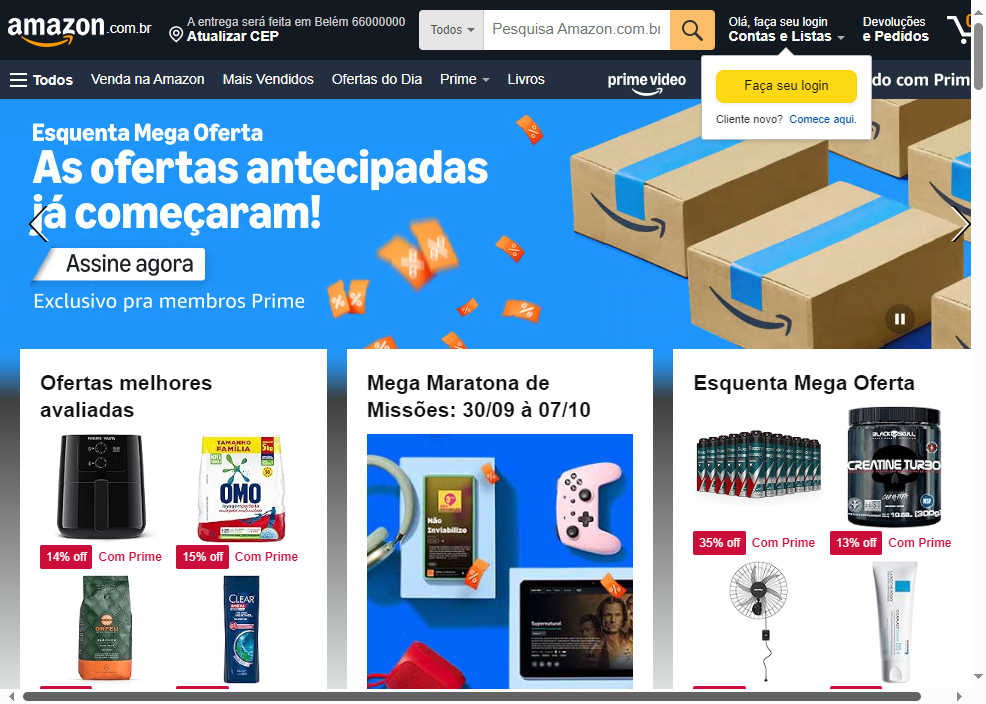 amazon.com.br
A entrega será feita em Belém 66000000
Atualizar CEP
Todos
Pesquisa Amazon.com.br
Olá, faça seu login
Contas e Listas
Devoluções
e Pedidos
0
Todos
Venda na Amazon
Mais Vendidos
Ofertas do Dia
Prime
Livros
prime video
do com Prim
Faça seu login
Cliente novo? Comece aqui.
Esquenta Mega Oferta
As ofertas antecipadas
já começaram!
Assine agora
Exclusivo pra membros Prime
Ofertas melhores
avaliadas
TAMANHO
FAMÍLIA
OMO
14% off Com Prime
15% off Com Prime
ORFEU
CLEAR
MEN
Mega Maratona de
Missões: 30/09 à 07/10
Não
Inviabilize
Supernatural
Esquenta Mega Oferta
BLACK SKULL
CREATINE TURBO
35% off Com Prime
13% off Com Prime